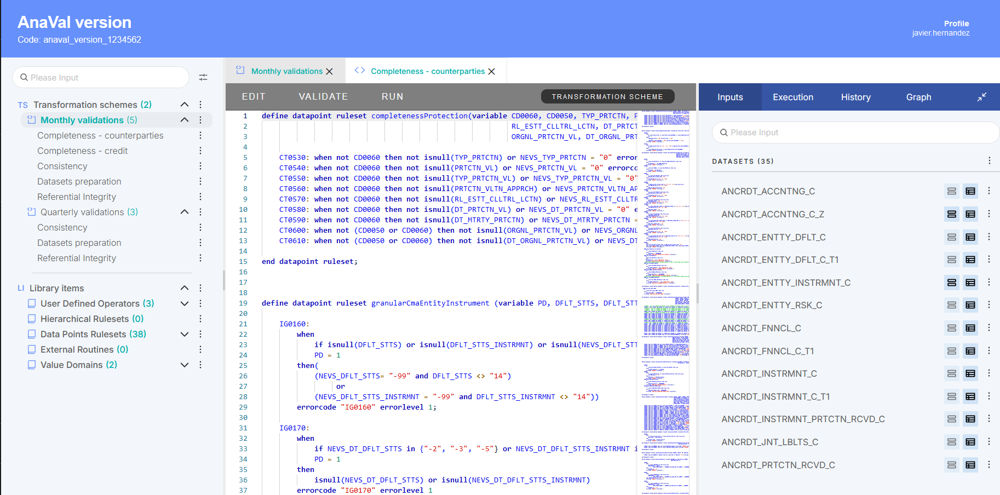 AnaVal version
Code: anaval_version_1234562
Profile
javier.hernandez
Please Input
TS Transformation schemes (2)
Monthly validations (5)
Completeness - counterparties
Completeness - credit
Consistency
Datasets preparation
Referential Integrity
Quarterly validations (3)
Consistency
Datasets preparation
Referential Integrity
LI Library items
User Defined Operators (3)
Hierarchical Rulesets (0)
Data Points Rulesets (38)
External Routines (0)
Value Domains (2)
Monthly validations
Completeness - counterparties
EDIT VALIDATE RUN TRANSFORMATION SCHEME
1 define datapoint ruleset completenessProtection(variable CD0060, CD0050, TYP_PRTCTN, P
2 RL_ESTT_CLLTRL_LCTN, DT_PRTC
3 ORGNL_PRTCTN_VL, DT_ORGNL_PRT
4
5 CT0530: when not CD0060 then not isnull(TYP_PRTCTN) or NEVS_TYP_PRTCTN = "0" error
6 CT0540: when not CD0060 then not isnull(PRTCTN_VL) or NEVS_PRTCTN_VL = "0" errorco
7 CT0550: when not CD0060 then not isnull(TYP_PRTCTN_VL) or NEVS_TYP_PRTCTN_VL = "0"
8 CT0560: when not CD0060 then not isnull(PRTCTN_VLTN_APPRCH) or NEVS_PRTCTN_VLTN_AP
9 CT0570: when not CD0060 then not isnull(RL_ESTT_CLLTRL_LCTN) or NEVS_RL_ESTT_CLLTR
10 CT0580: when not CD0060 then not isnull(DT_PRTCTN_VL) or NEVS_DT_PRTCTN_VL = "0" e
11 CT0590: when not CD0060 then not isnull(DT_MTRTY_PRTCTN) or NEVS_DT_MTRTY_PRTCTN =
12 CT0600: when not (CD0050 or CD0060) then not isnull(ORGNL_PRTCTN_VL) or NEVS_ORGNL
13 CT0610: when not (CD0050 or CD0060) then not isnull(DT_ORGNL_PRTCTN_VL) or NEVS_DT
14
15 end datapoint ruleset;
16
17
18
19 define datapoint ruleset granularCmaEntityInstrument (variable PD, DFLT_STTS, DFLT_STT
20
21 IG0160:
22 when
23 if isnull(DFLT_STTS) or isnull(DFLT_STTS_INSTRMNT) or isnull(NEVS_DFLT_STT
24 PD = 1
25 then(
26 (NEVS_DFLT_STTS= "-99" and DFLT_STTS <> "14")
27 or
28 (NEVS_DFLT_STTS_INSTRMNT = "-99" and DFLT_STTS_INSTRMNT <> "14"))
29 errorcode "IG0160" errorlevel 1;
30
31 IG0170:
32 when
33 if NEVS_DT_DFLT_STTS in {"-2", "-3", "-5"} or NEVS_DT_DFLT_STTS_INSTRMNT i
34 PD = 1
35 then
36 isnull(NEVS_DT_DFLT_STTS) or isnull(NEVS_DT_DFLT_STTS_INSTRMNT)
37 errorcode "IG0170" errorlevel 1
Inputs Execution History Graph
Please Input
DATASETS (35)
ANCRDT_ACCNTNG_C
ANCRDT_ACCNTNG_C_Z
ANCRDT_ENTTY_DFLT_C
ANCRDT_ENTTY_DFLT_C_T1
ANCRDT_ENTTY_INSTRMNT_C
ANCRDT_ENTTY_RSK_C
ANCRDT_FNNCL_C
ANCRDT_FNNCL_C_T1
ANCRDT_INSTRMNT_C
ANCRDT_INSTRMNT_C_T1
ANCRDT_INSTRMNT_PRTCTN_RCVD_C
ANCRDT_JNT_LBLTS_C
ANCRDT_PRTCTN_RCVD_C